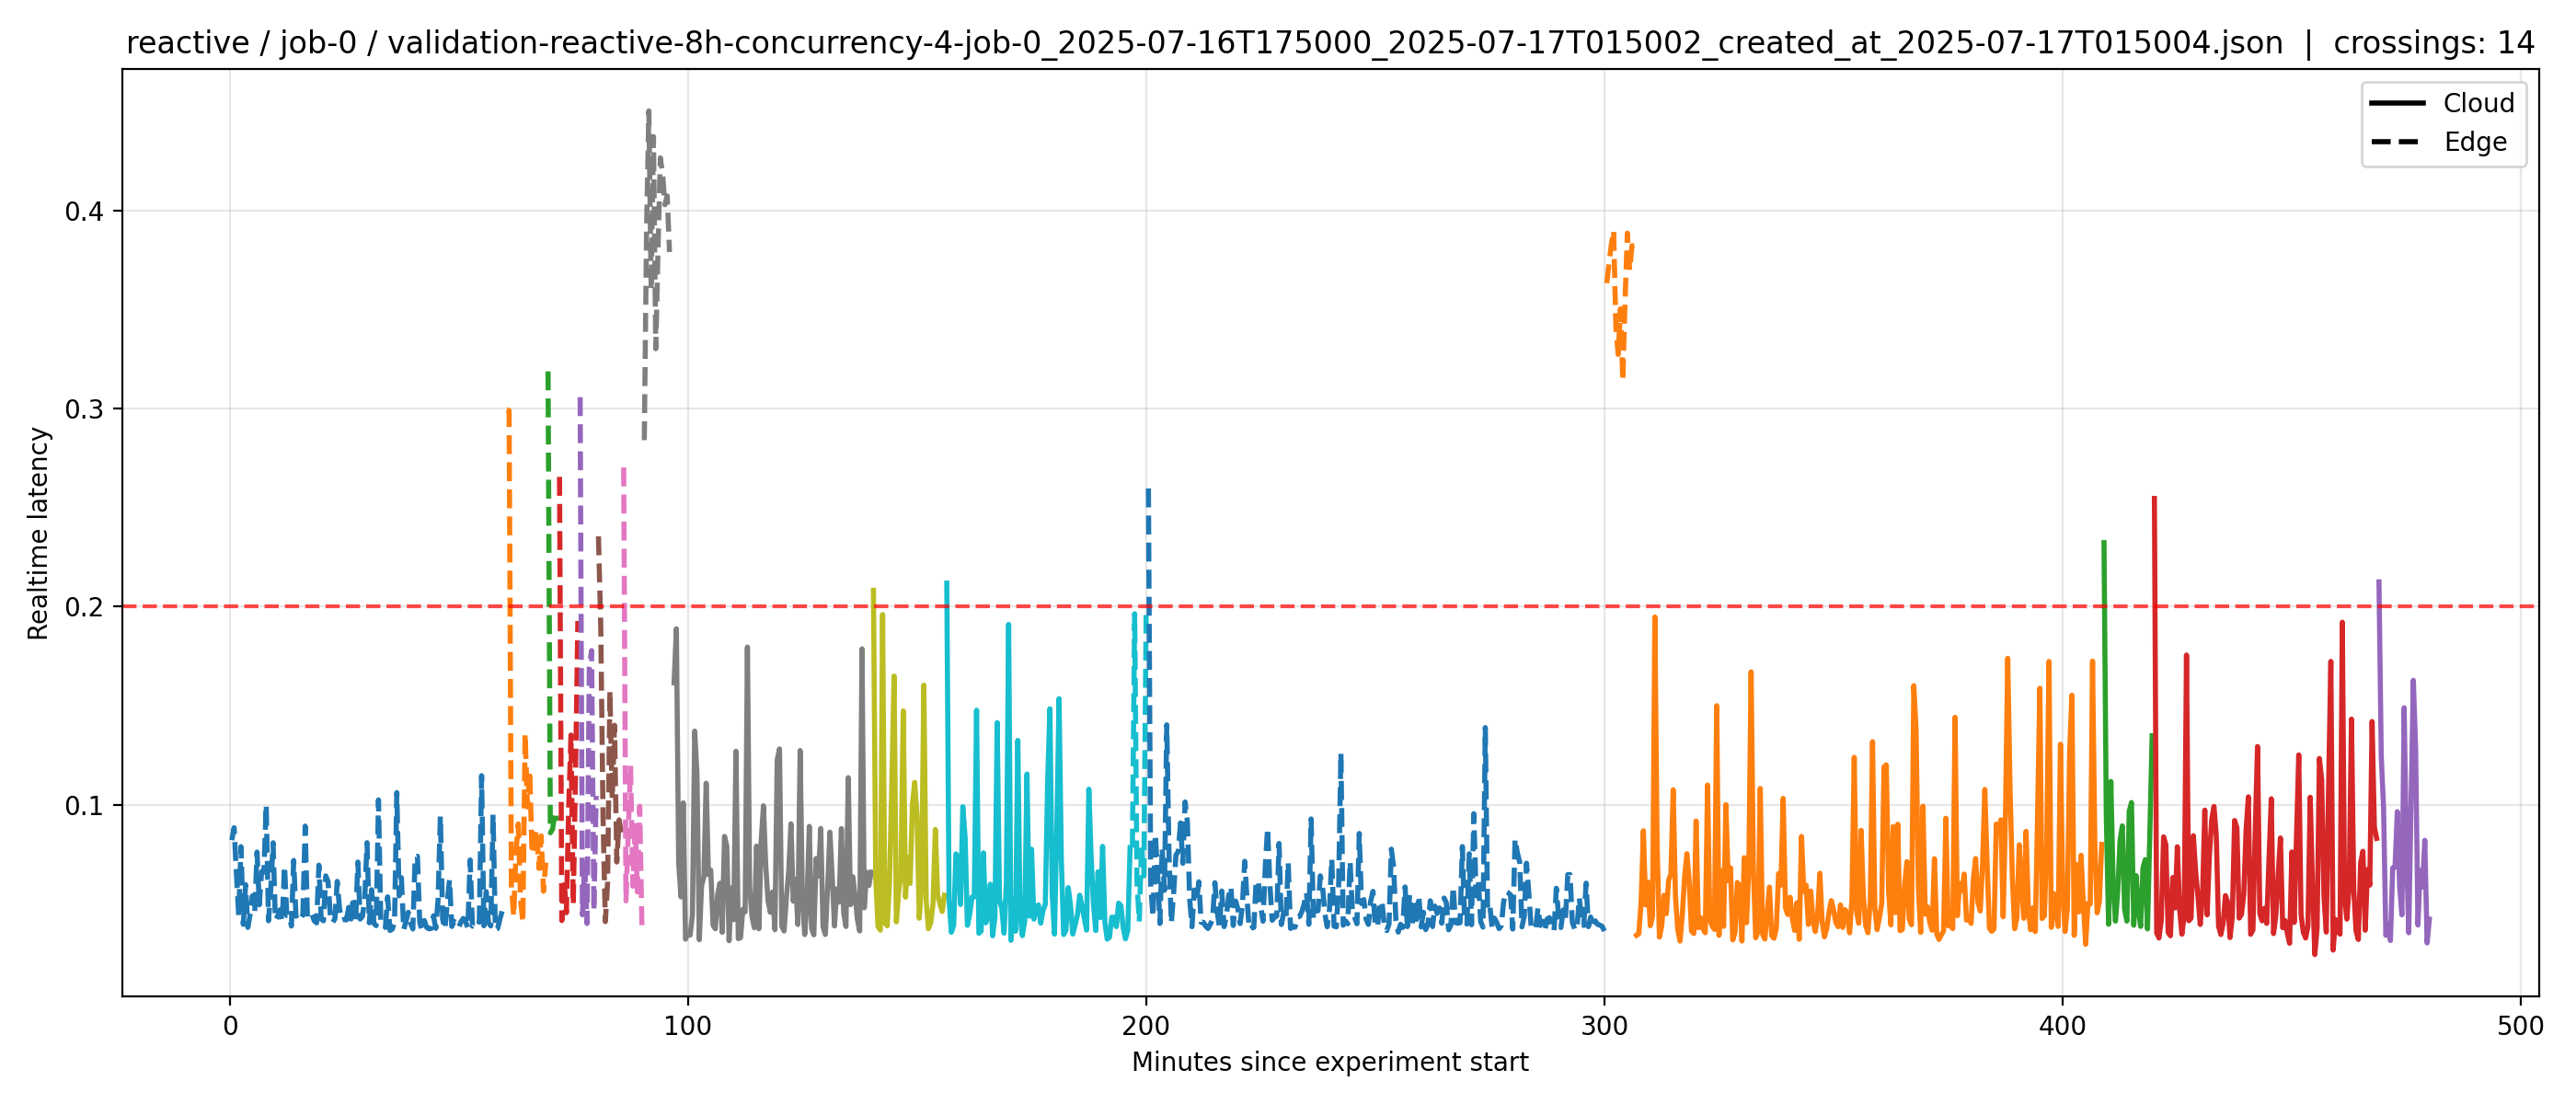 reactive / job-0 / validation-reactive-8h-concurrency-4-job-0_2025-07-16T175000_2025-07-17T015002_created_at_2025-07-17T015004.json | crossings: 14
Cloud
Edge
0.4
0.3
0.2
0.1
Realtime latency
0 100 200 300 400 500
Minutes since experiment start